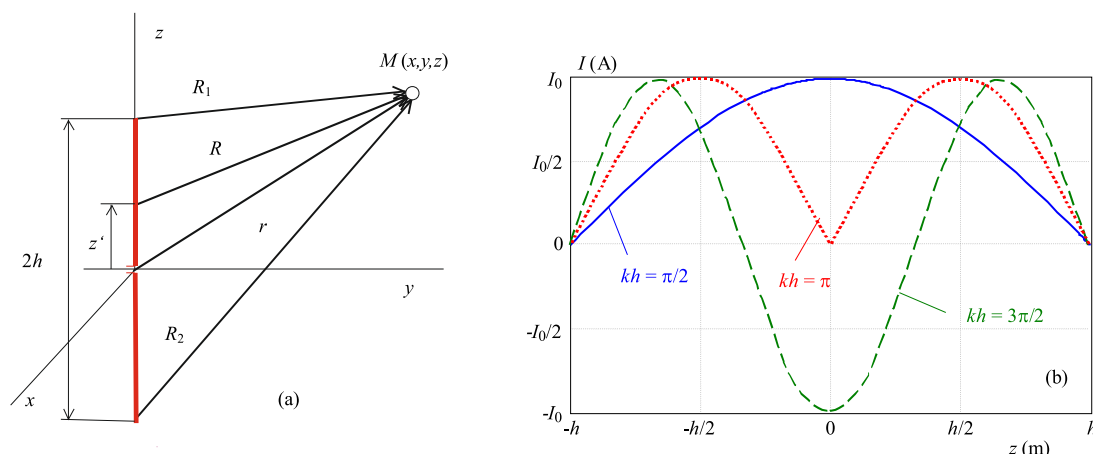 z
M (x,y,z)
R₁
R
r
z‘
2h
y
R₂
x
(a)
I (A)
I₀
I₀/2
0
-I₀/2
-I₀
kh = π/2
kh = π
kh = 3π/2
(b)
-h
-h/2
0
h/2
h
z (m)